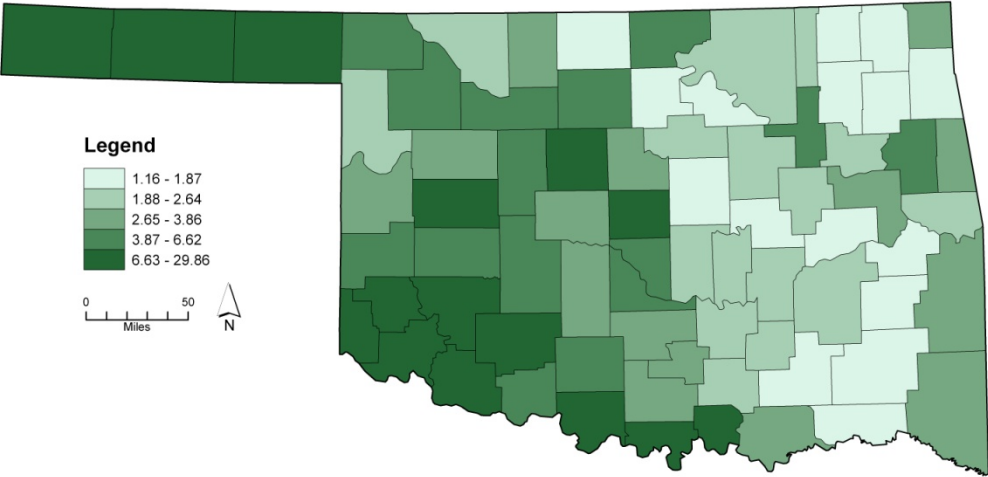 Legend
1.16 - 1.87
1.88 - 2.64
2.65 - 3.86
3.87 - 6.62
6.63 - 29.86
0 50
Miles
N